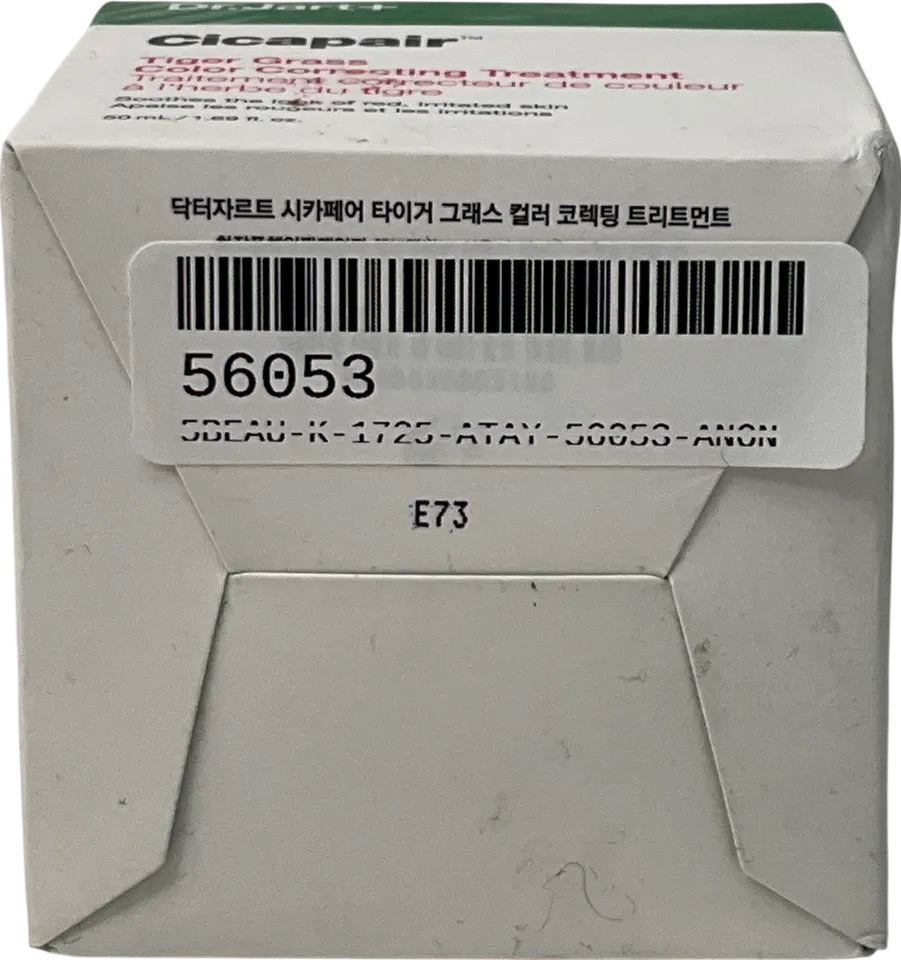 Dr.Jart+
Cicapair™
Tiger Grass
Color Correcting Treatment
Traitement correcteur de couleur
à l'herbe du tigre
Soothes the look of red, irritated skin
Apaise les rougeurs et les irritations
50 mL / 1.69 fl. oz.
닥터자르트 시카페어 타이거 그래스 컬러 코렉팅 트리트먼트
56053
5BEAU-K-1725-ATAY-56053-ANON
E73